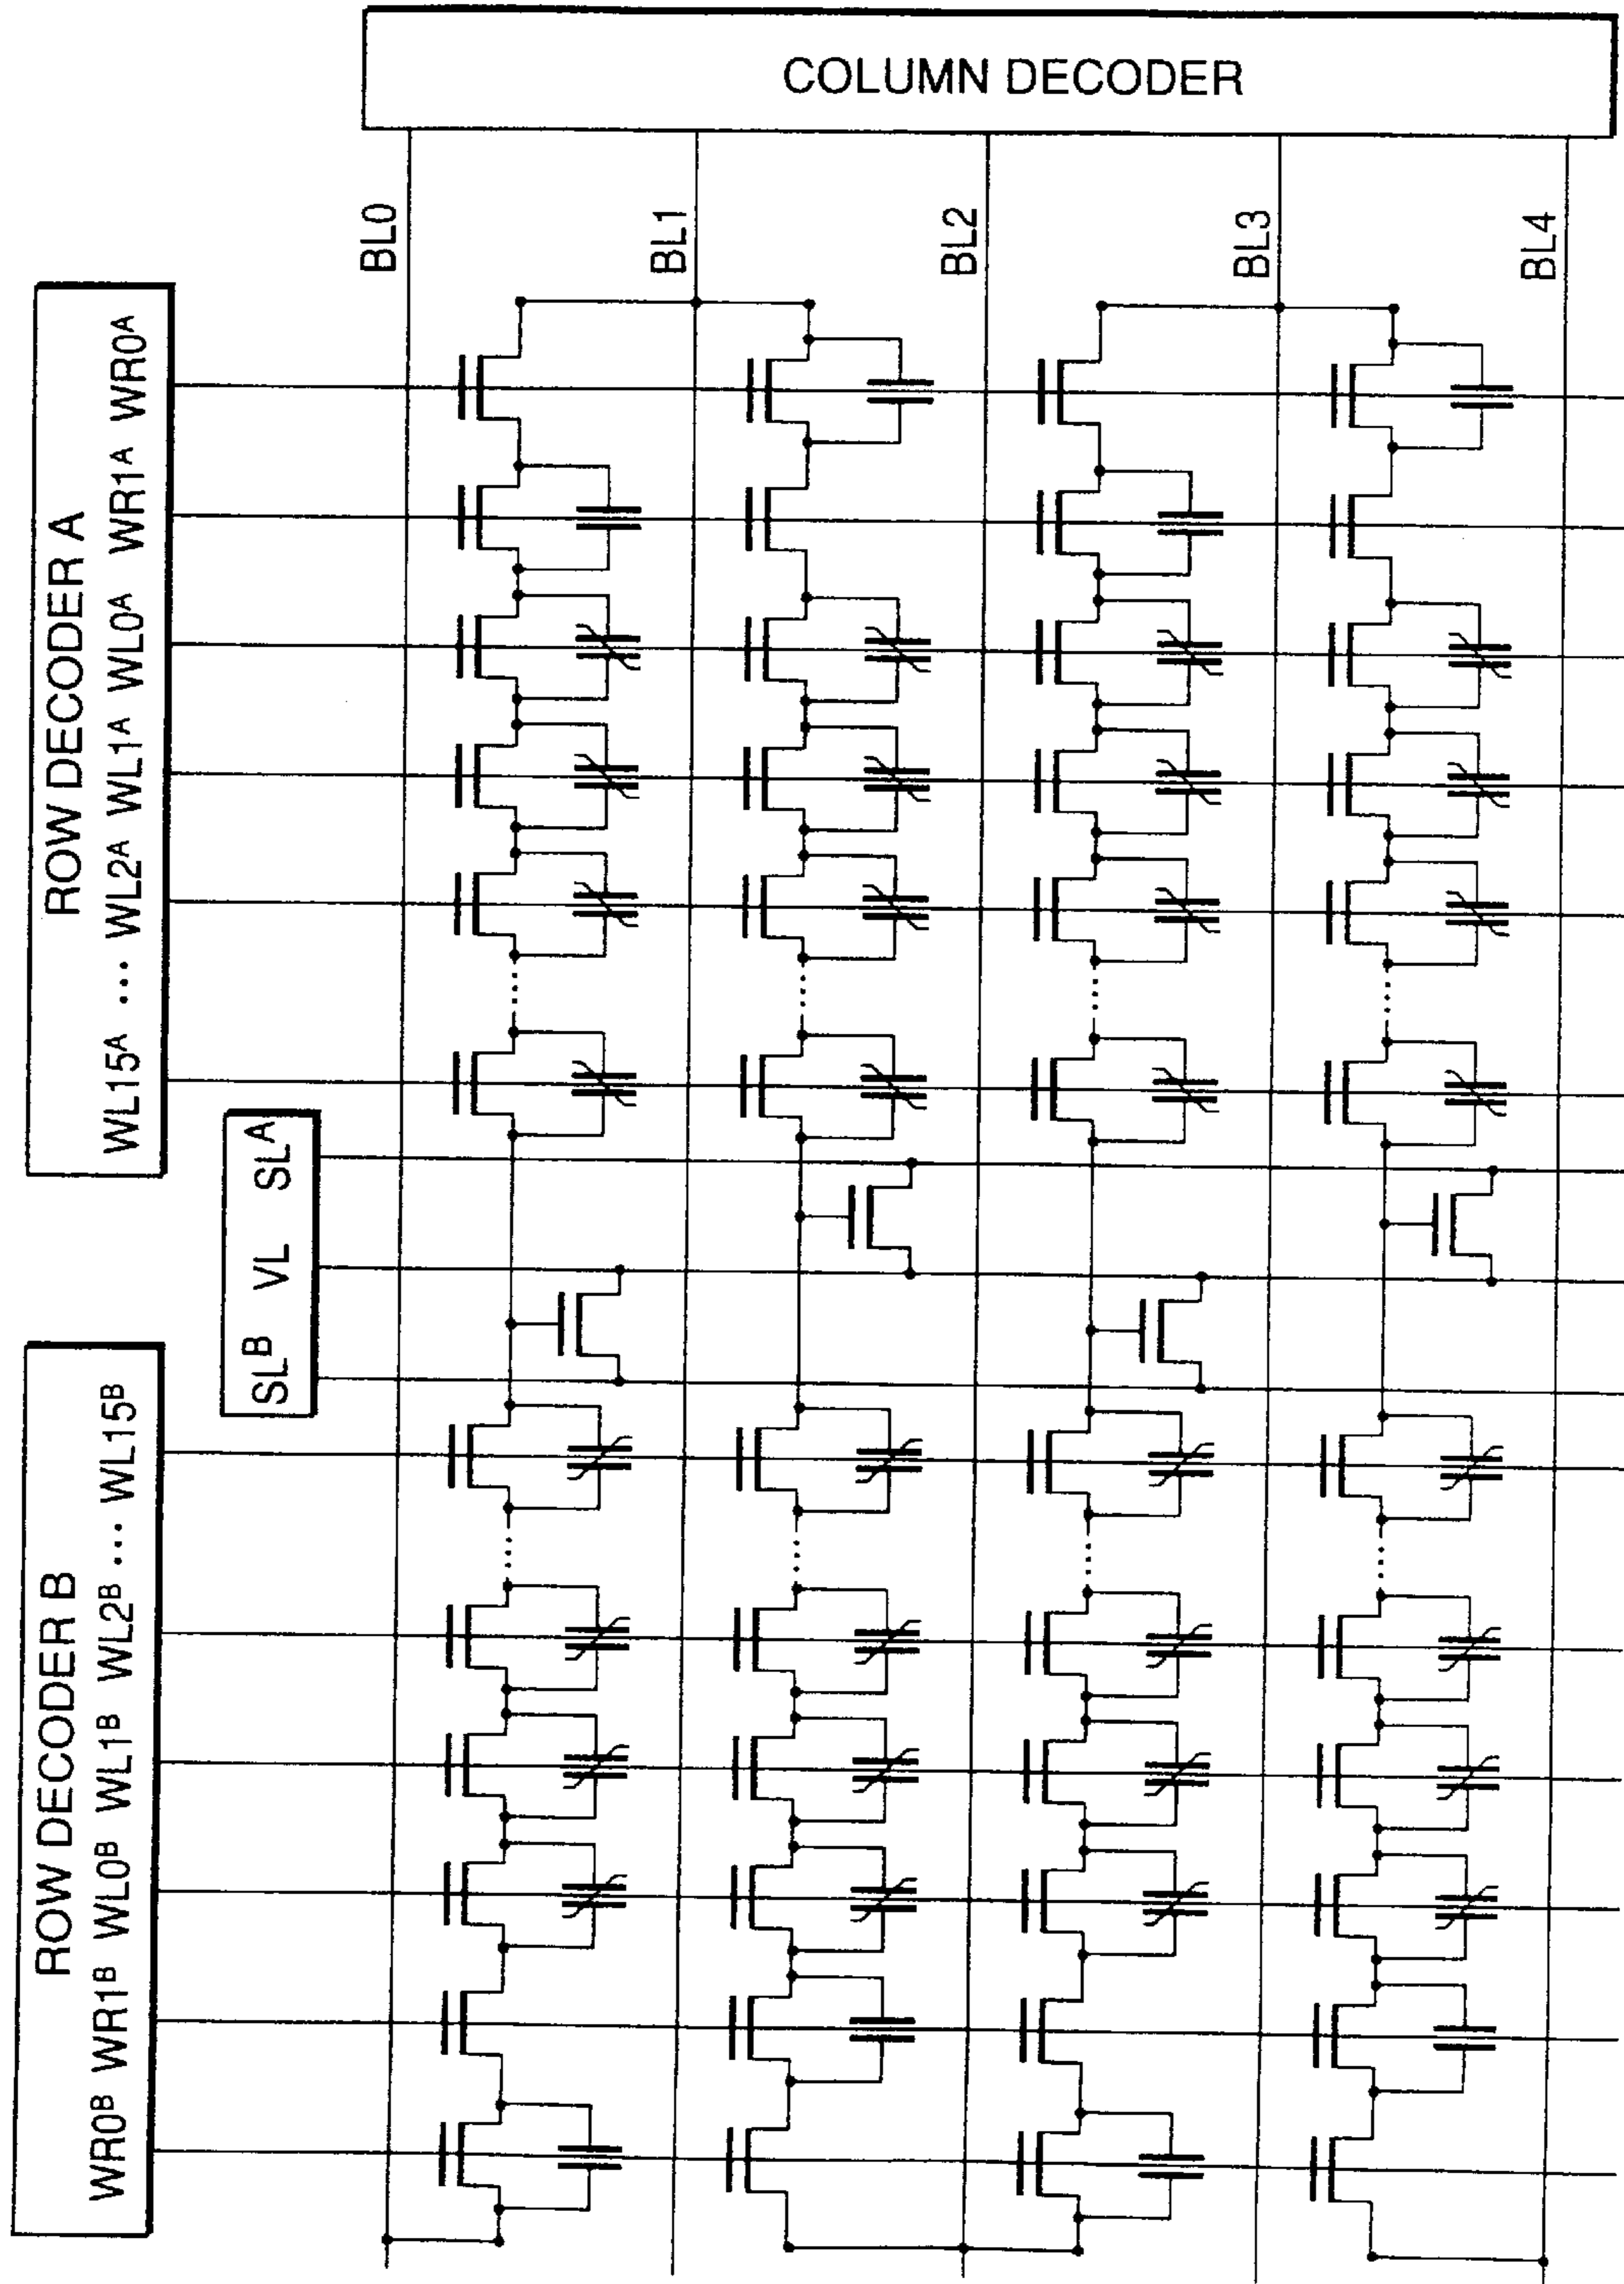 COLUMN DECODER
BL0
BL1
BL2
BL3
BL4
ROW DECODER A
WL15A ... WL2A WL1A WL0A WR1A WR0A
SLB VL SLA
ROW DECODER B
WR0B WR1B WL0B WL1B WL2B ... WL15B